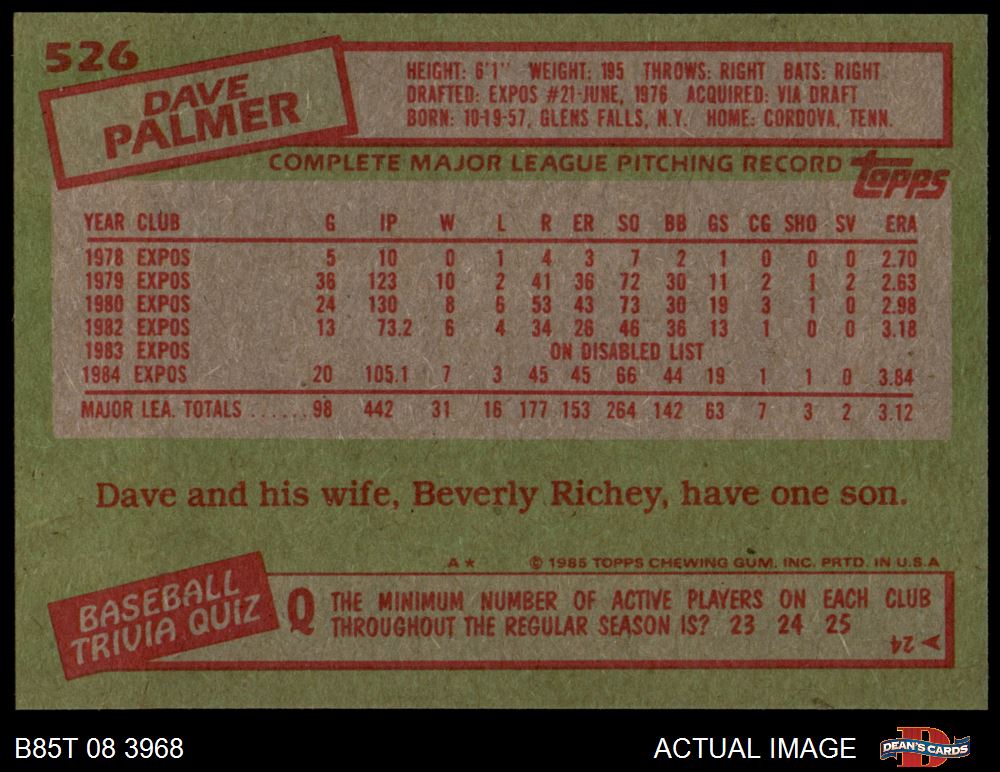 526
DAVE
PALMER
HEIGHT: 6'1" WEIGHT: 195 THROWS: RIGHT BATS: RIGHT
DRAFTED: EXPOS #21-JUNE, 1976 ACQUIRED: VIA DRAFT
BORN: 10-19-57, GLENS FALLS, N.Y. HOME: CORDOVA, TENN.
COMPLETE MAJOR LEAGUE PITCHING RECORD
topps
YEAR CLUB G IP W L R ER SO BB GS CG SHO SV ERA
1978 EXPOS 5 10 0 1 4 3 7 2 1 0 0 0 2.70
1979 EXPOS 36 123 10 2 41 36 72 30 11 2 1 2 2.63
1980 EXPOS 24 130 8 6 53 43 73 30 19 3 1 0 2.98
1982 EXPOS 13 73.2 6 4 34 26 46 36 13 1 0 0 3.18
1983 EXPOS ON DISABLED LIST
1984 EXPOS 20 105.1 7 3 45 45 66 44 19 1 1 0 3.84
MAJOR LEA. TOTALS ...... 98 442 31 16 177 153 264 142 63 7 3 2 3.12
Dave and his wife, Beverly Richey, have one son.
A★ © 1985 TOPPS CHEWING GUM. INC. PRTD. IN U.S.A
BASEBALL
TRIVIA QUIZ
Q THE MINIMUM NUMBER OF ACTIVE PLAYERS ON EACH CLUB
THROUGHOUT THE REGULAR SEASON IS? 23 24 25
24
B85T 08 3968
ACTUAL IMAGE
D
DEAN'S CARDS